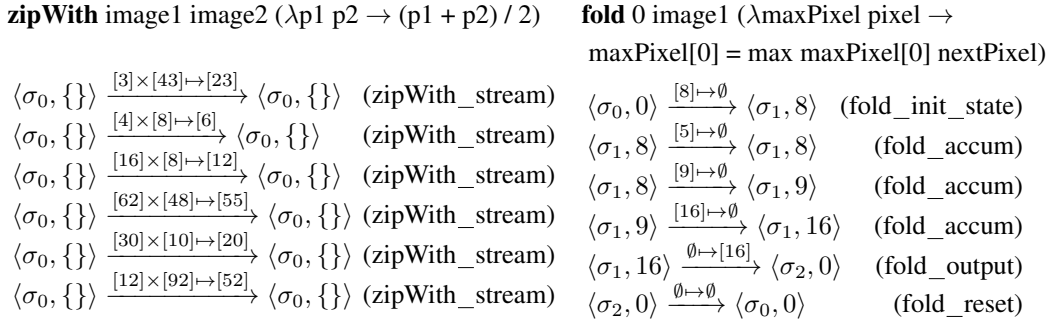 zipWith image1 image2 (λp1 p2 → (p1 + p2) / 2)
⟨σ₀, {}⟩ [3]×[43]↦[23] ⟨σ₀, {}⟩ (zipWith_stream)
⟨σ₀, {}⟩ [4]×[8]↦[6] ⟨σ₀, {}⟩ (zipWith_stream)
⟨σ₀, {}⟩ [16]×[8]↦[12] ⟨σ₀, {}⟩ (zipWith_stream)
⟨σ₀, {}⟩ [62]×[48]↦[55] ⟨σ₀, {}⟩ (zipWith_stream)
⟨σ₀, {}⟩ [30]×[10]↦[20] ⟨σ₀, {}⟩ (zipWith_stream)
⟨σ₀, {}⟩ [12]×[92]↦[52] ⟨σ₀, {}⟩ (zipWith_stream)
fold 0 image1 (λmaxPixel pixel →
maxPixel[0] = max maxPixel[0] nextPixel)
⟨σ₀, 0⟩ [8]↦∅ ⟨σ₁, 8⟩ (fold_init_state)
⟨σ₁, 8⟩ [5]↦∅ ⟨σ₁, 8⟩ (fold_accum)
⟨σ₁, 8⟩ [9]↦∅ ⟨σ₁, 9⟩ (fold_accum)
⟨σ₁, 9⟩ [16]↦∅ ⟨σ₁, 16⟩ (fold_accum)
⟨σ₁, 16⟩ ∅↦[16] ⟨σ₂, 0⟩ (fold_output)
⟨σ₂, 0⟩ ∅↦∅ ⟨σ₀, 0⟩ (fold_reset)